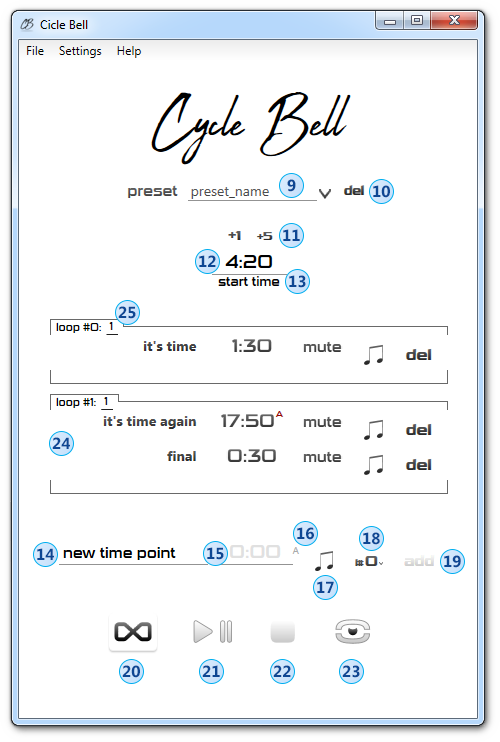 Cicle Bell
File Settings Help
Cycle Bell
preset preset_name 9 del 10
+1 +5 11
12 4:20
start time 13
25
loop #0: 1
it's time 1:30 mute del
loop #1: 1
it's time again 17:50 A mute del
24
final 0:30 mute del
16 18
14 new time point 15 0:00 A l#:0 add 19
17
20 21 22 23